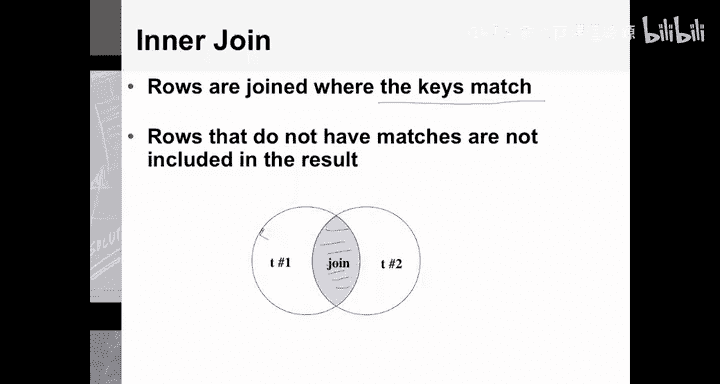 Inner Join
bilibili
• Rows are joined where the keys match
• Rows that do not have matches are not
included in the result
t #1
join
t #2